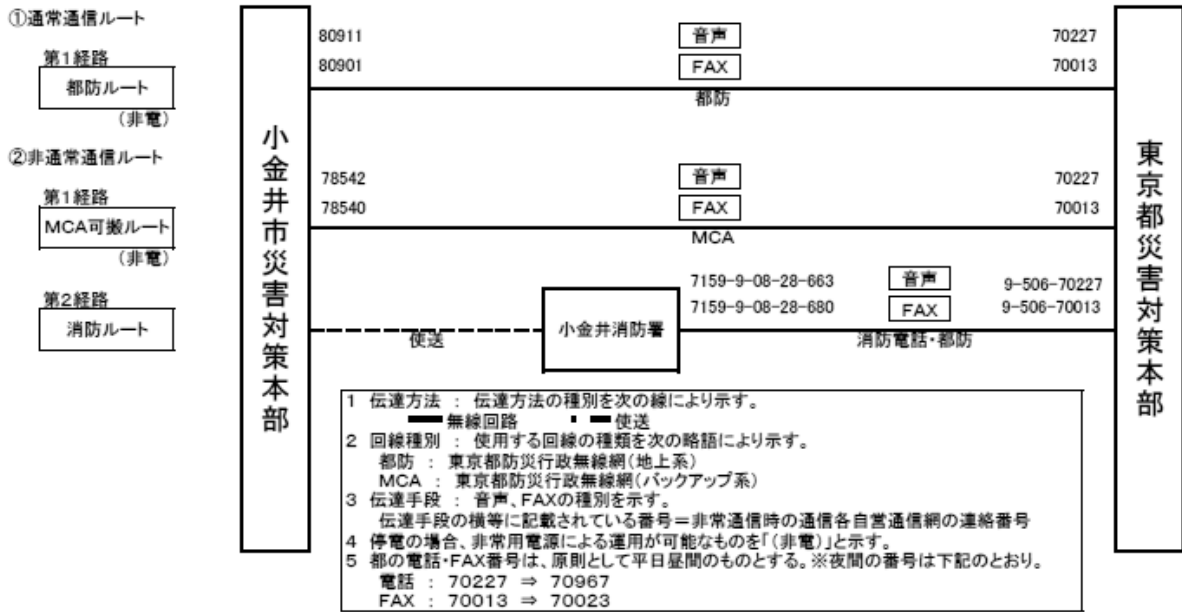 ①通常通信ルート
第1経路
都防ルート
(非電)
②非通常通信ルート
第1経路
MCA可搬ルート
(非電)
第2経路
消防ルート
小金井市災害対策本部
80911 音声 70227
80901 FAX 70013
都防
78542 音声 70227
78540 FAX 70013
MCA
7159-9-08-28-663 音声 9-506-70227
7159-9-08-28-680 FAX 9-506-70013
使送
小金井消防署
消防電話・都防
東京都災害対策本部
1 伝達方法 : 伝達方法の種別を次の線により示す。
無線回路 使送
2 回線種別 : 使用する回線の種類を次の略語により示す。
都防 : 東京都防災行政無線網(地上系)
MCA : 東京都防災行政無線網(バックアップ系)
3 伝達手段 : 音声、FAXの種別を示す。
伝達手段の横等に記載されている番号=非常通信時の通信各自営通信網の連絡番号
4 停電の場合、非常用電源による運用が可能なものを「(非電)」と示す。
5 都の電話・FAX番号は、原則として平日昼間のものとする。※夜間の番号は下記のとおり。
電話 : 70227 ⇒ 70967
FAX : 70013 ⇒ 70023